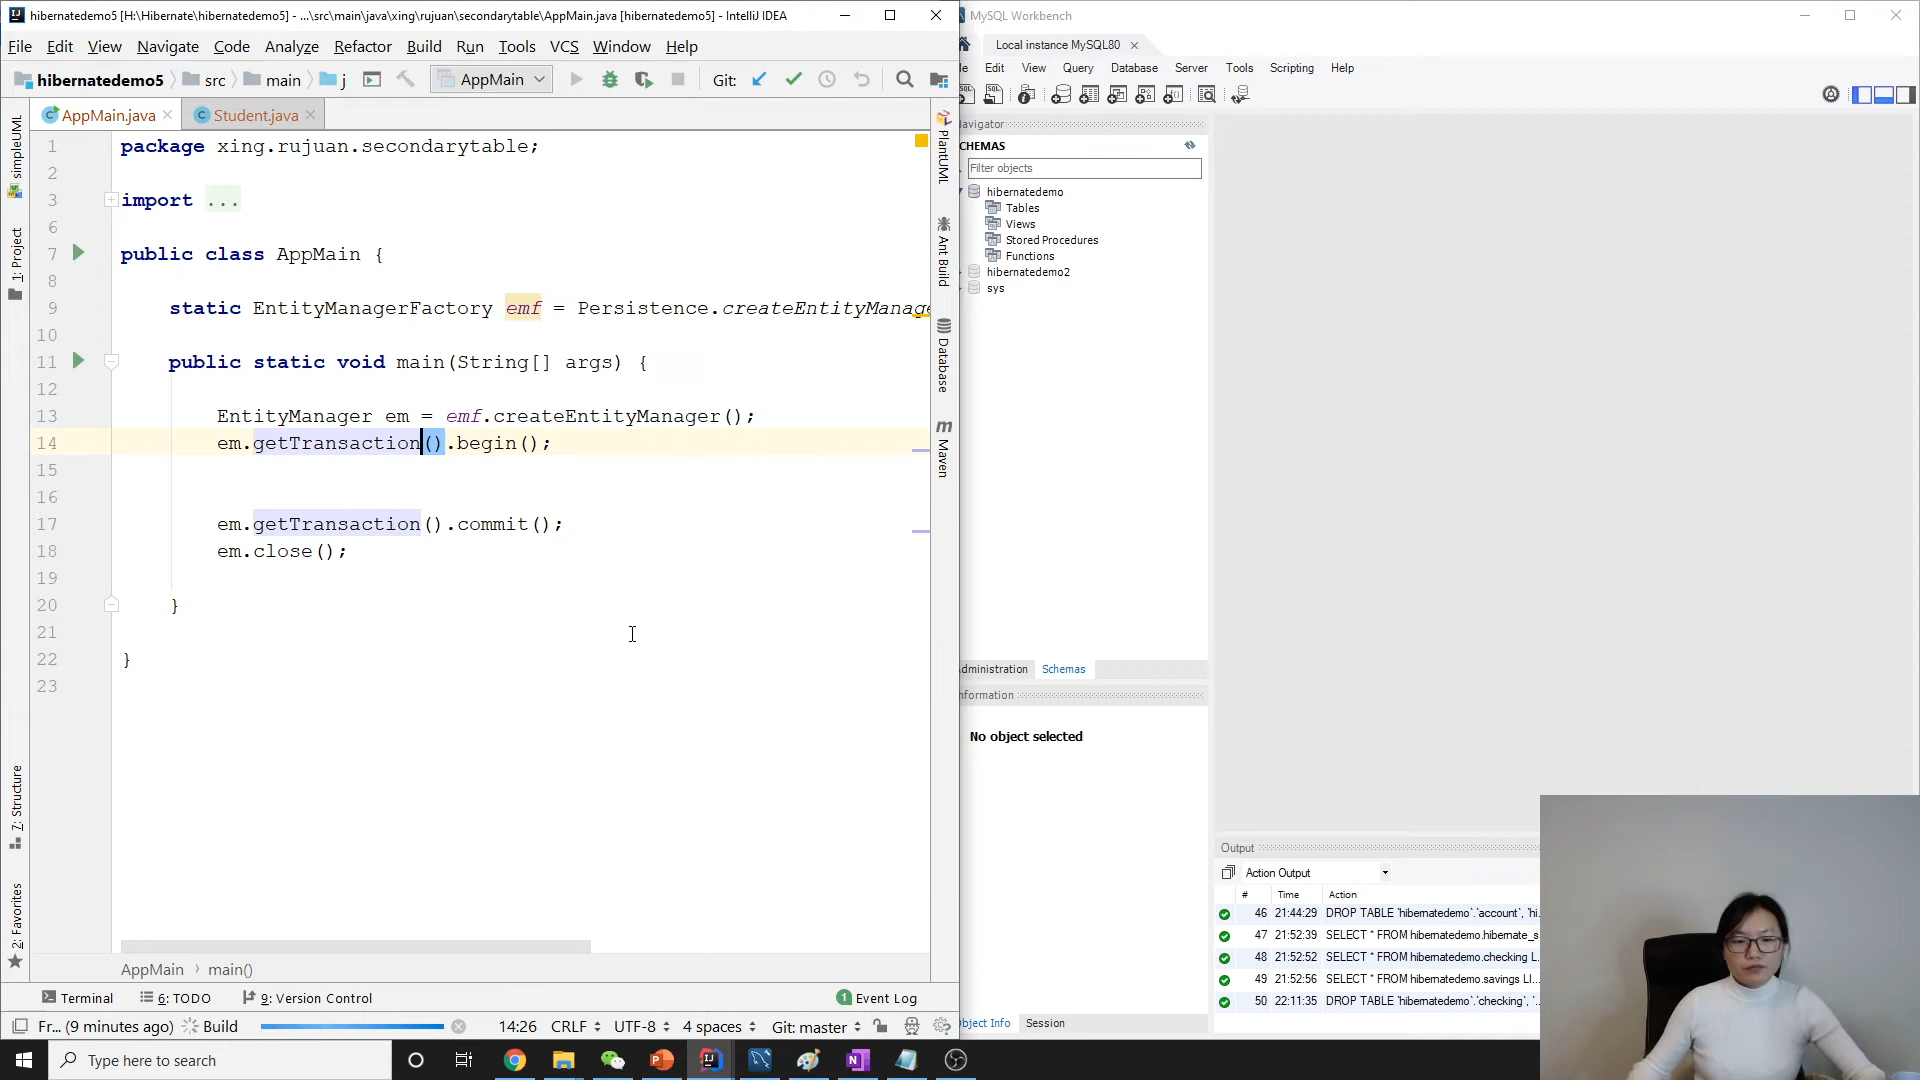 hibernatedemo5 [H:\Hibernate\hibernatedemo5] - ...\src\main\java\xing\rujuan\secondarytable\AppMain.java [hibernatedemo5] - IntelliJ IDEA
File Edit View Navigate Code Analyze Refactor Build Run Tools VCS Window Help
hibernatedemo5 src main j AppMain Git:
AppMain.java Student.java
1 package xing.rujuan.secondarytable;
2
3 import ...
6
7 public class AppMain {
8
9 static EntityManagerFactory emf = Persistence.createEntityManage
10
11 public static void main(String[] args) {
12
13 EntityManager em = emf.createEntityManager();
14 em.getTransaction().begin();
15
16
17 em.getTransaction().commit();
18 em.close();
19
20 }
21
22 }
23
AppMain main()
simpleUML
1: Project
7: Structure
2: Favorites
PlantUML
Ant Build
Database
Maven
Terminal 6: TODO 9: Version Control 1 Event Log
Fr... (9 minutes ago) Build 14:26 CRLF UTF-8 4 spaces Git: master
MySQL Workbench
Local instance MySQL80
le Edit View Query Database Server Tools Scripting Help
Navigator
CHEMAS
Filter objects
hibernatedemo
Tables
Views
Stored Procedures
Functions
hibernatedemo2
sys
dministration Schemas
nformation
No object selected
bject Info Session
Output
Action Output
# Time Action
46 21:44:29 DROP TABLE `hibernatedemo`.`account`, `hi...
47 21:52:39 SELECT * FROM hibernatedemo.hibernate_s
48 21:52:52 SELECT * FROM hibernatedemo.checking L...
49 21:52:56 SELECT * FROM hibernatedemo.savings LI...
50 22:11:35 DROP TABLE `hibernatedemo`.`checking`, `...
Type here to search